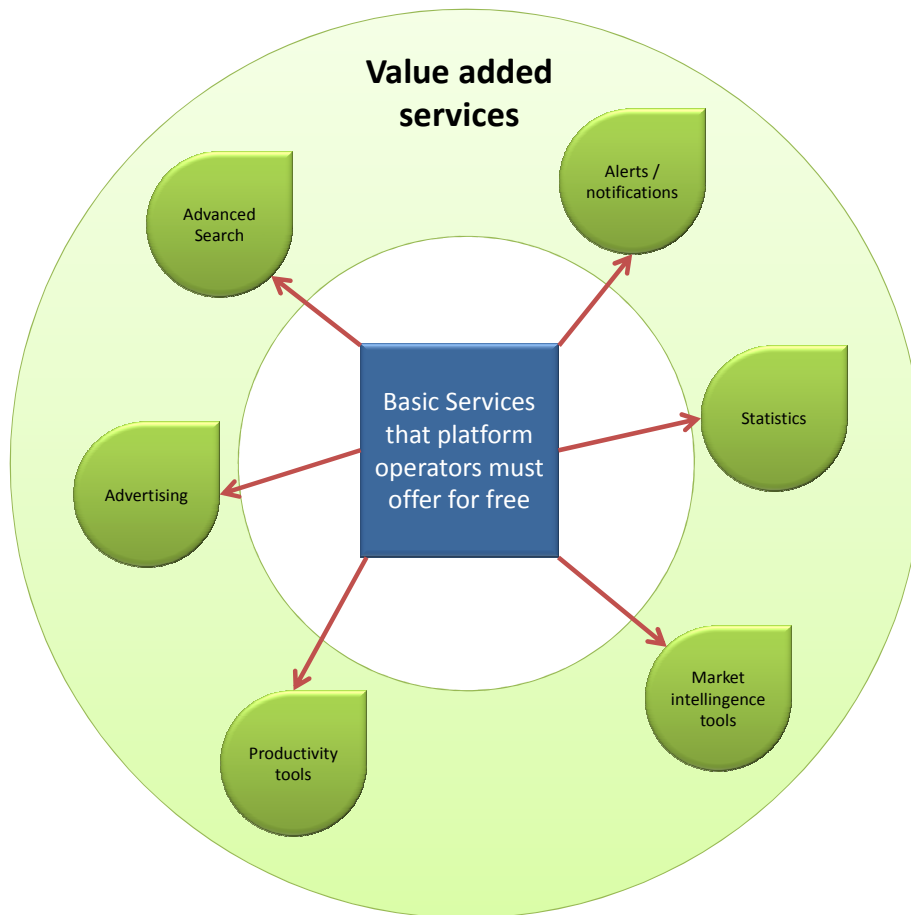 Value added
services
Alerts /
notifications
Advanced
Search
Basic Services
that platform
operators must
offer for free
Statistics
Advertising
Market
intellingence
tools
Productivity
tools